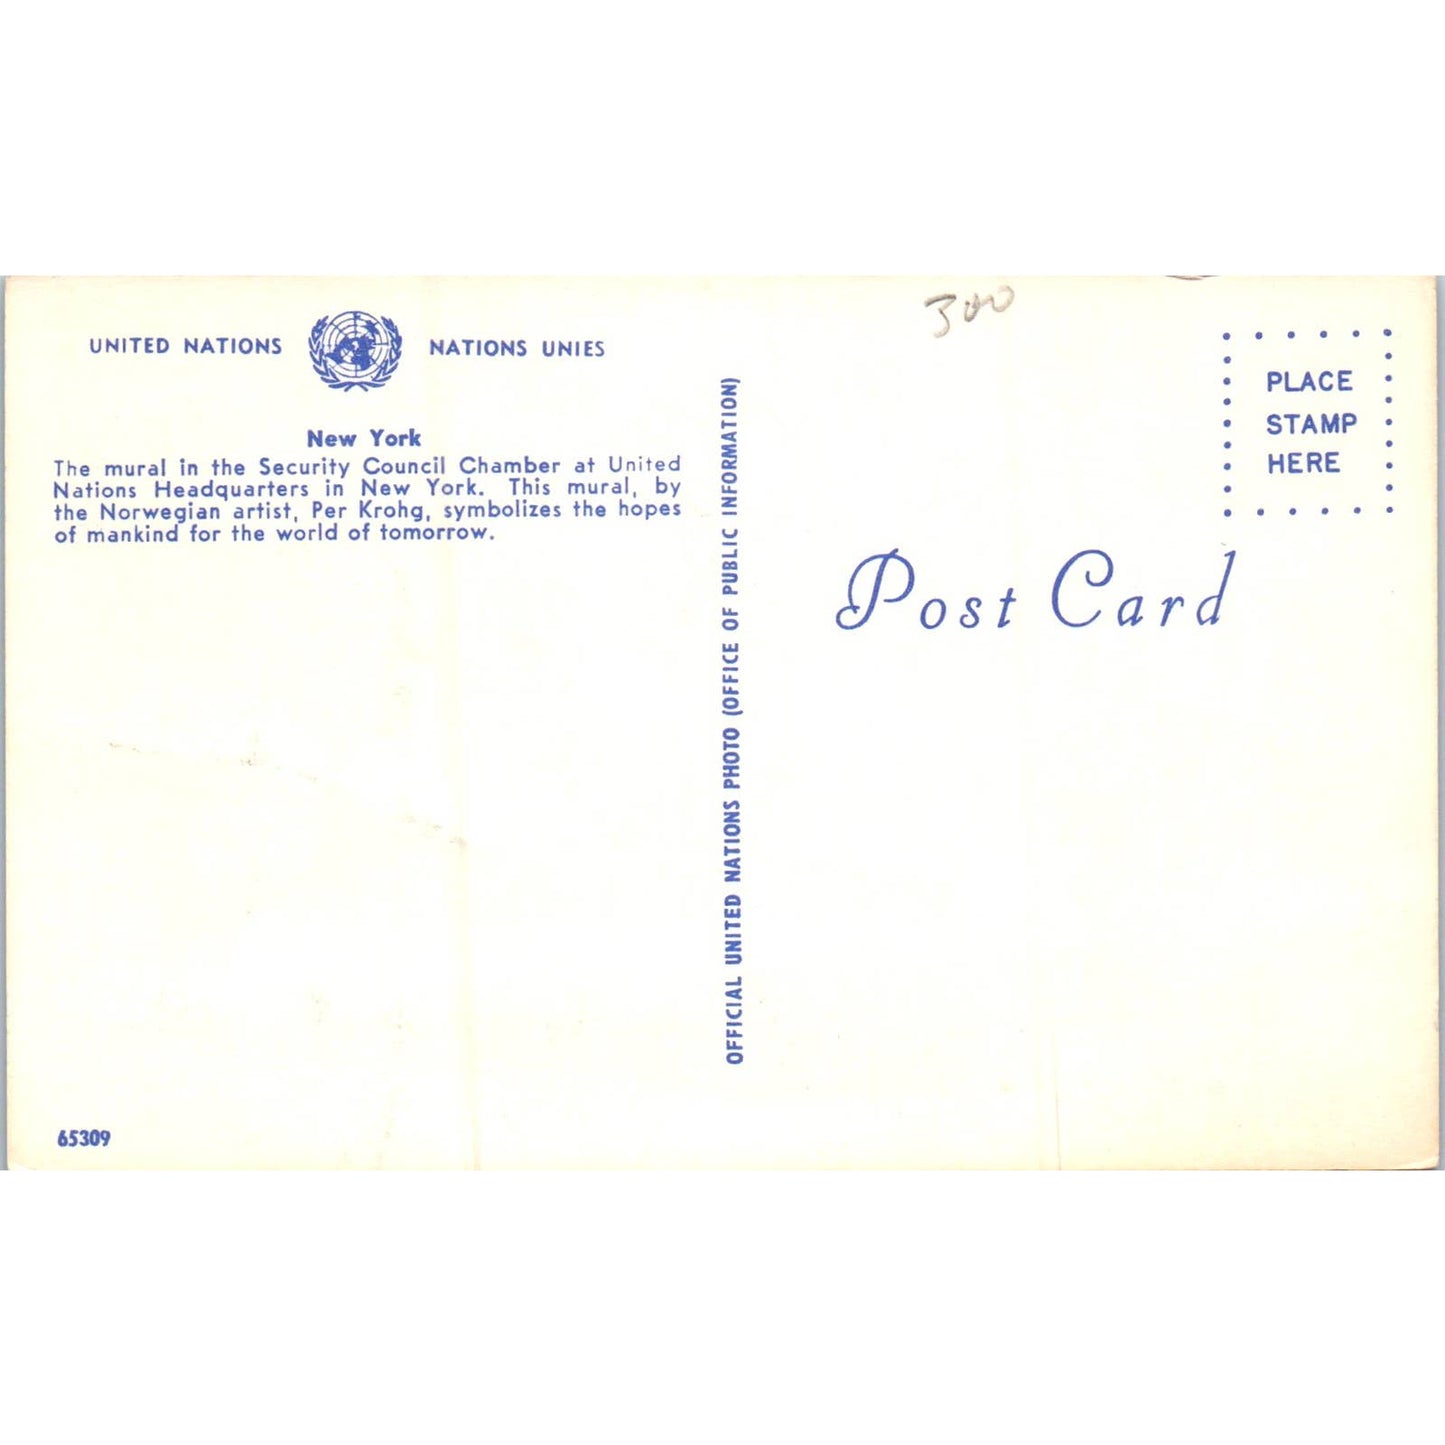 UNITED NATIONS NATIONS UNIES
New York
The mural in the Security Council Chamber at United
Nations Headquarters in New York. This mural, by
the Norwegian artist, Per Krohg, symbolizes the hopes
of mankind for the world of tomorrow.
65309
OFFICIAL UNITED NATIONS PHOTO (OFFICE OF PUBLIC INFORMATION)
300
PLACE
STAMP
HERE
Post Card